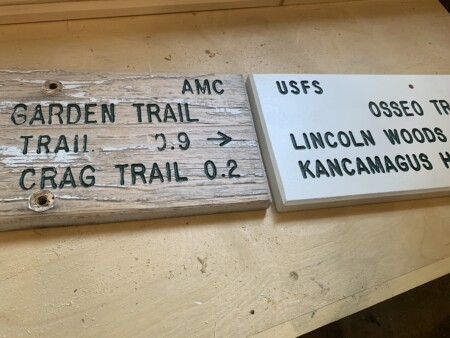 AMC
GARDEN TRAIL
TRAIL 0.9
CRAG TRAIL 0.2
USFS
OSSEO TR
LINCOLN WOODS
KANCAMAGUS H